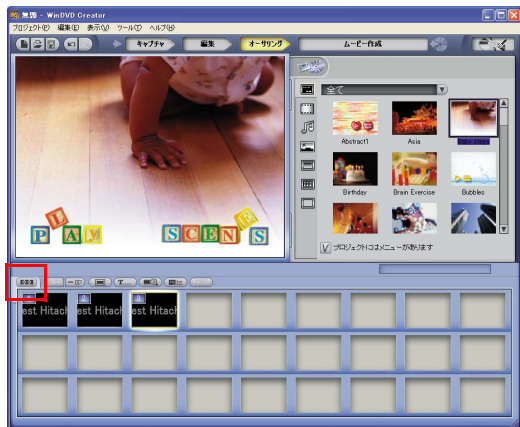 無題 - WinDVD Creator
プロジェクト(P) 編集(E) 表示(V) ツール(T) ヘルプ(H)
キャプチャ 編集 オーサリング ムービー作成
全て
Abstract1 Asia Baby steps
Birthday Brain Exercise Bubbles
PLAY SCENES
V プロジェクトにはメニューがあります
T...
est Hitach est Hitach est Hitach